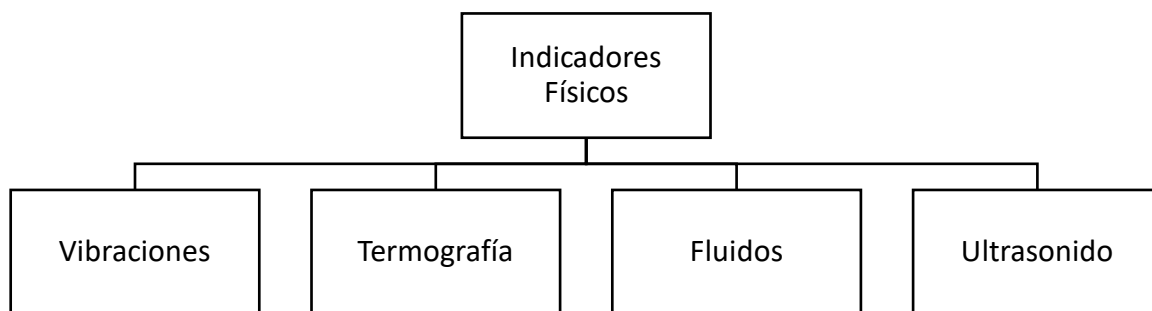 Indicadores
Físicos
Vibraciones
Termografía
Fluidos
Ultrasonido